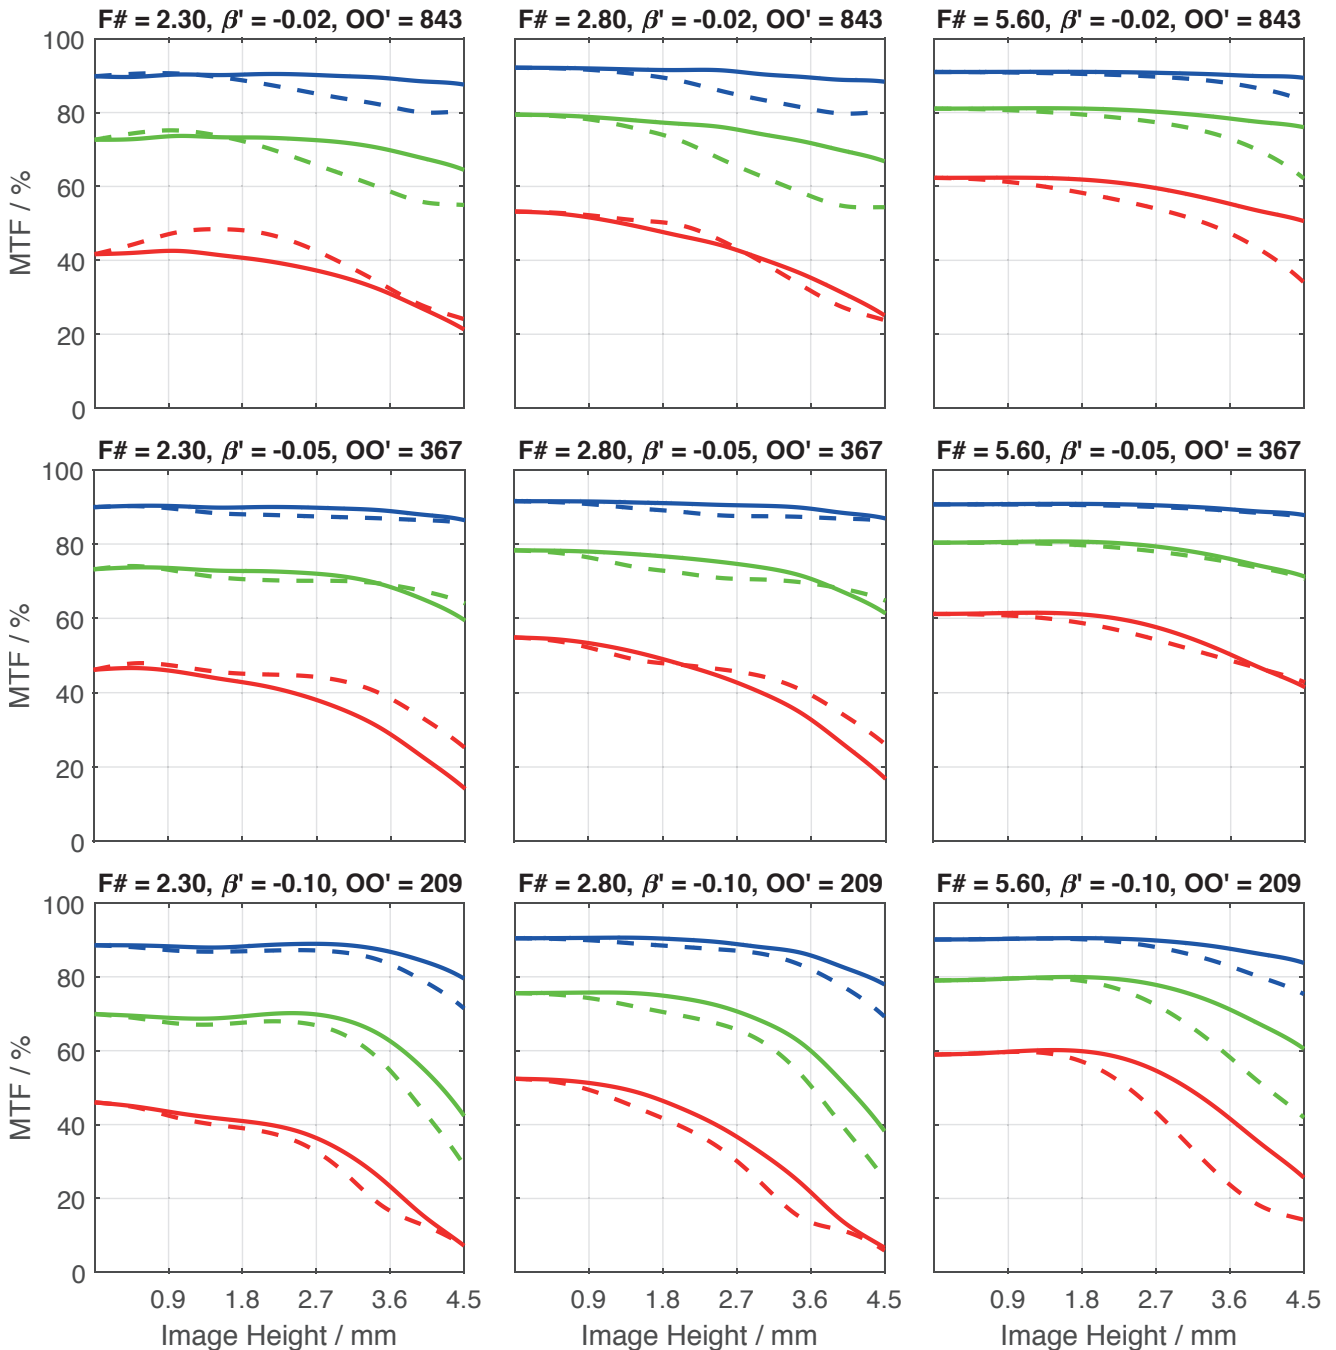 F# = 2.30, β' = -0.02, OO' = 843
F# = 2.80, β' = -0.02, OO' = 843
F# = 5.60, β' = -0.02, OO' = 843
100
80
60
40
20
0
MTF / %
F# = 2.30, β' = -0.05, OO' = 367
F# = 2.80, β' = -0.05, OO' = 367
F# = 5.60, β' = -0.05, OO' = 367
100
80
60
40
20
0
MTF / %
F# = 2.30, β' = -0.10, OO' = 209
F# = 2.80, β' = -0.10, OO' = 209
F# = 5.60, β' = -0.10, OO' = 209
100
80
60
40
20
0
MTF / %
0.9 1.8 2.7 3.6 4.5
0.9 1.8 2.7 3.6 4.5
0.9 1.8 2.7 3.6 4.5
Image Height / mm
Image Height / mm
Image Height / mm